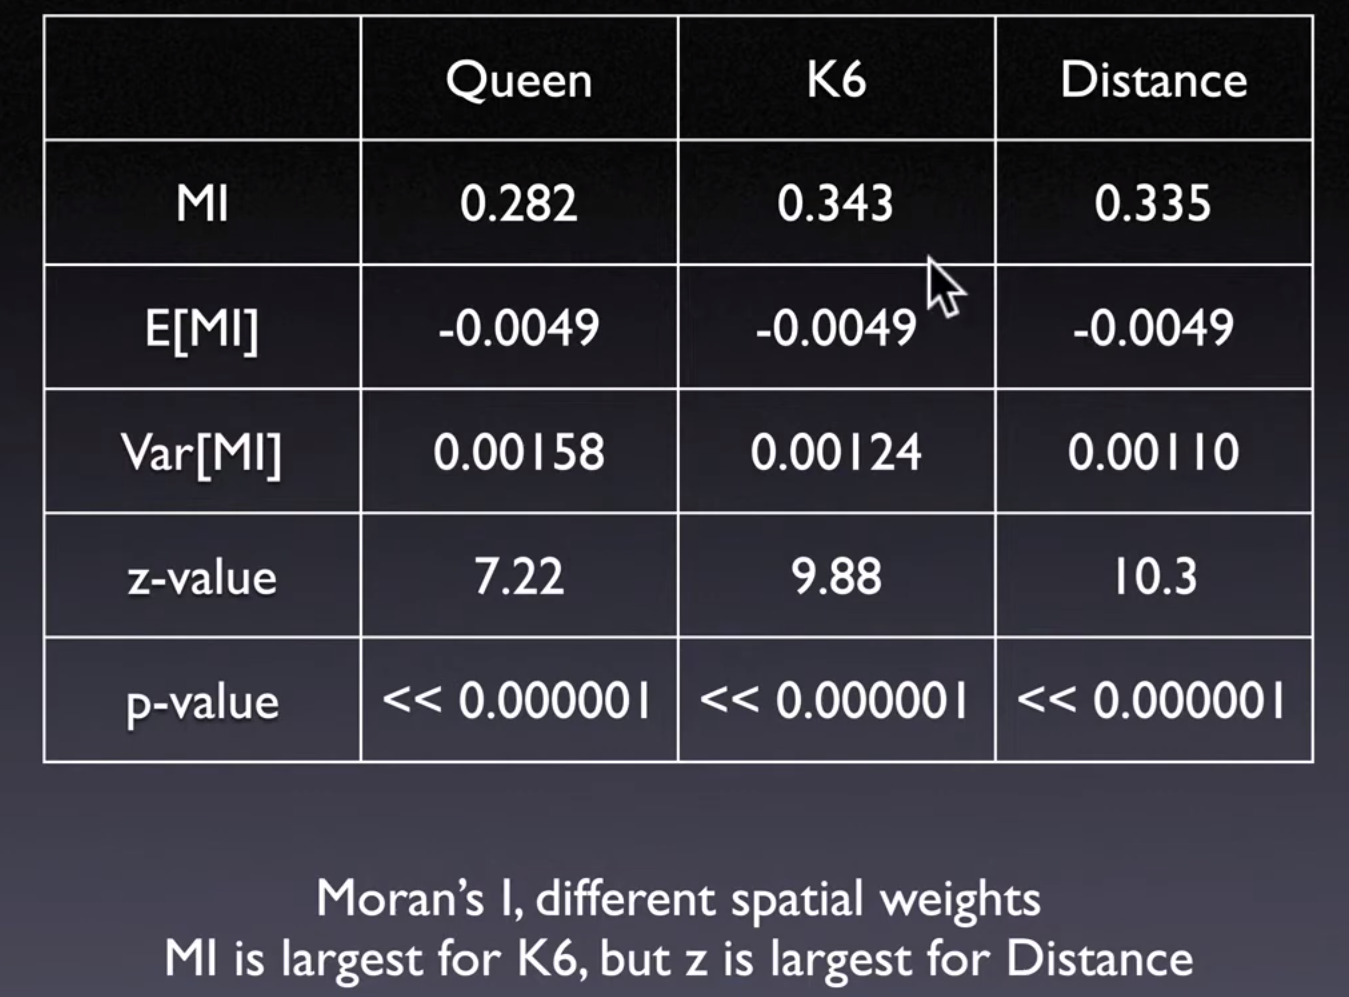 Queen K6 Distance
MI 0.282 0.343 0.335
E[MI] -0.0049 -0.0049 -0.0049
Var[MI] 0.00158 0.00124 0.00110
z-value 7.22 9.88 10.3
p-value << 0.000001 << 0.000001 << 0.000001
Moran's I, different spatial weights
MI is largest for K6, but z is largest for Distance